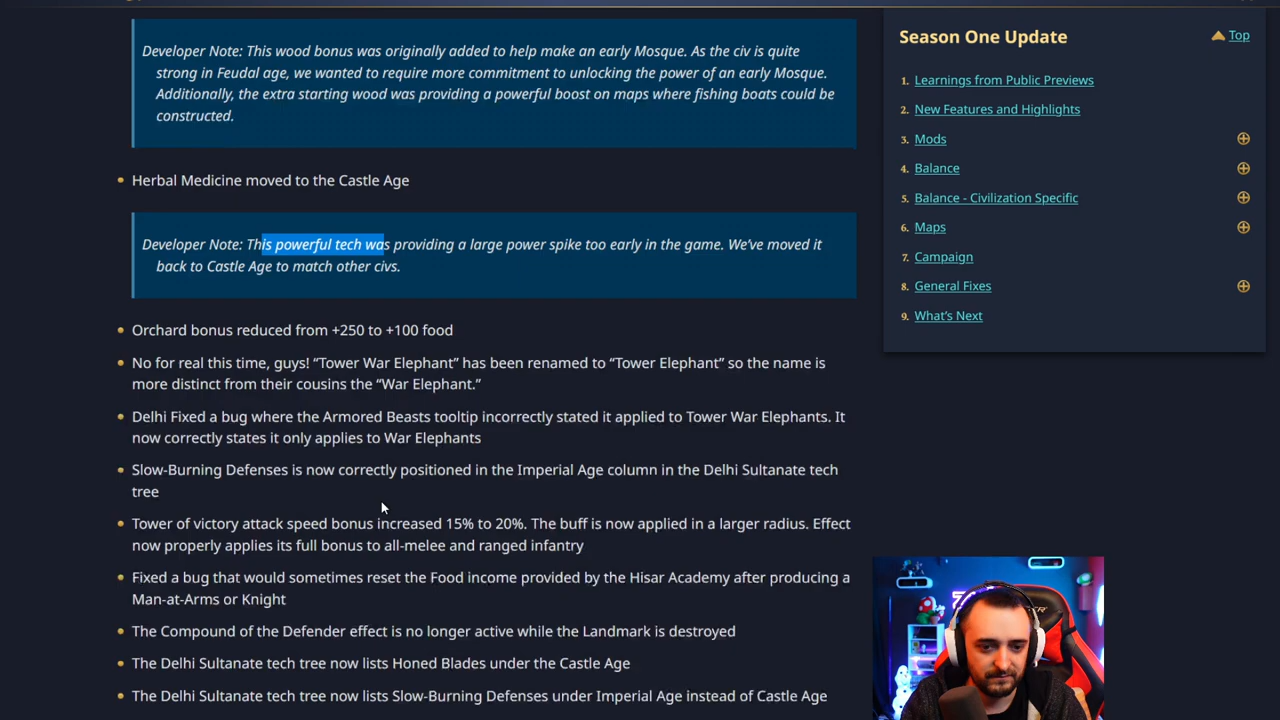 Developer Note: This wood bonus was originally added to help make an early Mosque. As the civ is quite
strong in Feudal age, we wanted to require more commitment to unlocking the power of an early Mosque.
Additionally, the extra starting wood was providing a powerful boost on maps where fishing boats could be
constructed.
Herbal Medicine moved to the Castle Age
Developer Note: This powerful tech was providing a large power spike too early in the game. We've moved it
back to Castle Age to match other civs.
Orchard bonus reduced from +250 to +100 food
No for real this time, guys! “Tower War Elephant” has been renamed to “Tower Elephant” so the name is
more distinct from their cousins the “War Elephant.”
Delhi Fixed a bug where the Armored Beasts tooltip incorrectly stated it applied to Tower War Elephants. It
now correctly states it only applies to War Elephants
Slow-Burning Defenses is now correctly positioned in the Imperial Age column in the Delhi Sultanate tech
tree
Tower of victory attack speed bonus increased 15% to 20%. The buff is now applied in a larger radius. Effect
now properly applies its full bonus to all-melee and ranged infantry
Fixed a bug that would sometimes reset the Food income provided by the Hisar Academy after producing a
Man-at-Arms or Knight
The Compound of the Defender effect is no longer active while the Landmark is destroyed
The Delhi Sultanate tech tree now lists Honed Blades under the Castle Age
The Delhi Sultanate tech tree now lists Slow-Burning Defenses under Imperial Age instead of Castle Age
Season One Update
Top
1. Learnings from Public Previews
2. New Features and Highlights
3. Mods
4. Balance
5. Balance - Civilization Specific
6. Maps
7. Campaign
8. General Fixes
9. What's Next